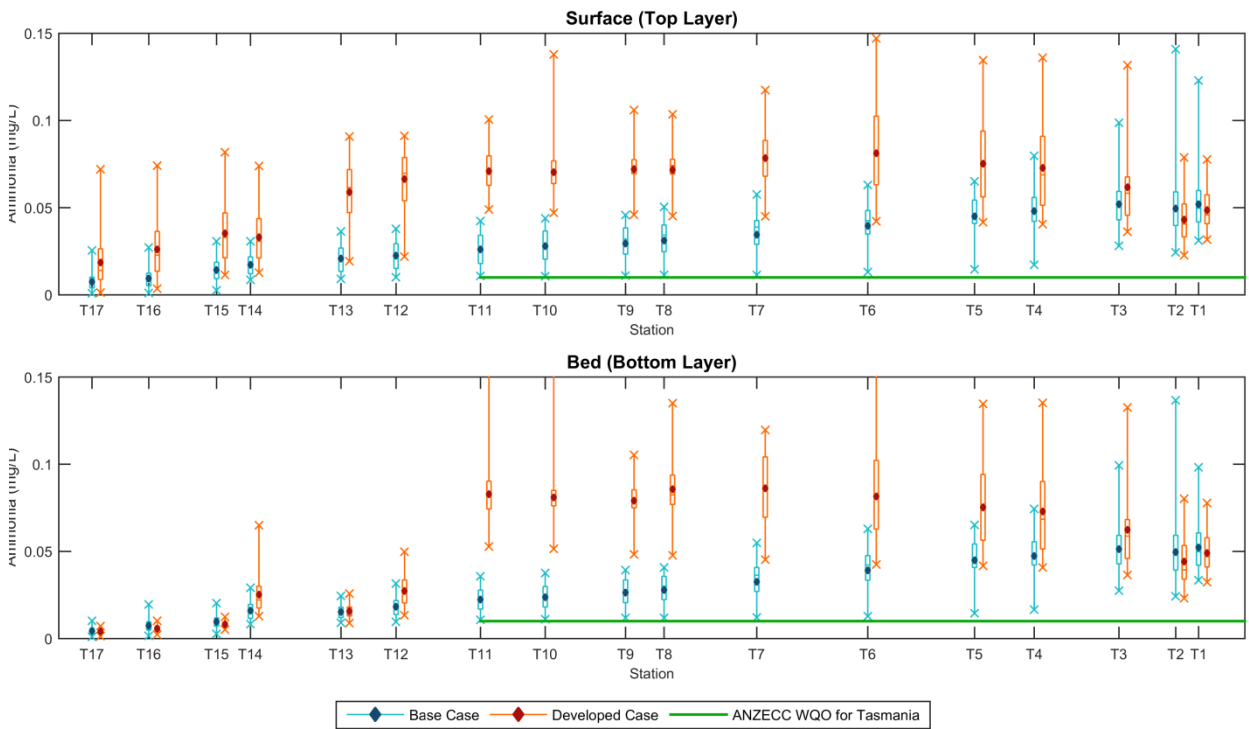 Surface (Top Layer)
0.15
0.1
0.05
0
Ammonia (mg/L)
T17 T16 T15 T14 T13 T12 T11 T10 T9 T8 T7 T6 T5 T4 T3 T2 T1
Station
Bed (Bottom Layer)
0.15
0.1
0.05
0
Ammonia (mg/L)
T17 T16 T15 T14 T13 T12 T11 T10 T9 T8 T7 T6 T5 T4 T3 T2 T1
Station
Base Case Developed Case ANZECC WQO for Tasmania